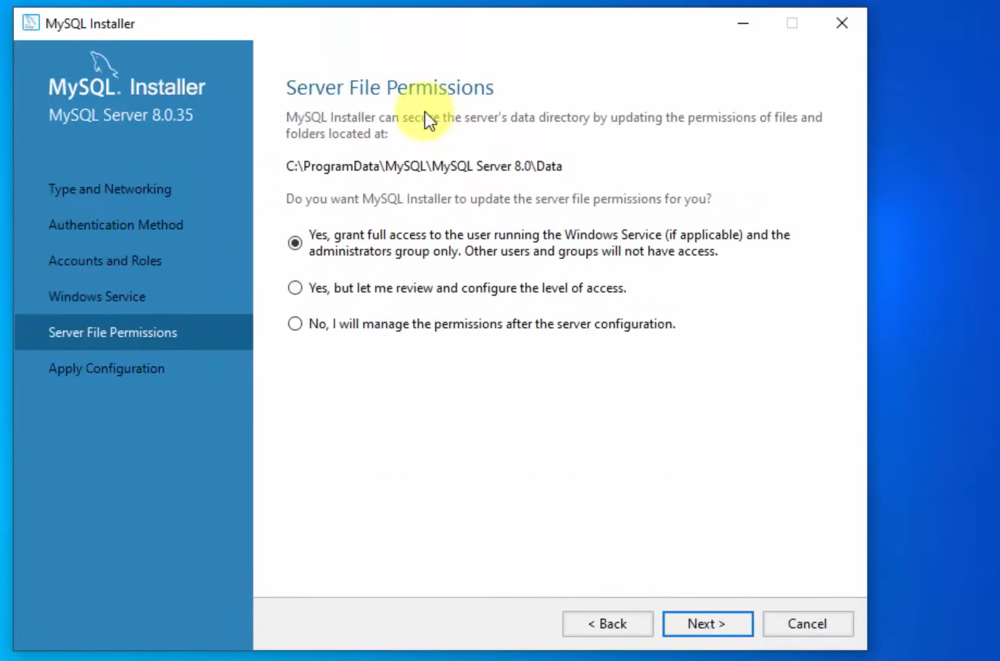 MySQL Installer
MySQL. Installer
MySQL Server 8.0.35
Type and Networking
Authentication Method
Accounts and Roles
Windows Service
Server File Permissions
Apply Configuration
Server File Permissions
MySQL Installer can secure the server's data directory by updating the permissions of files and
folders located at:
C:\ProgramData\MySQL\MySQL Server 8.0\Data
Do you want MySQL Installer to update the server file permissions for you?
Yes, grant full access to the user running the Windows Service (if applicable) and the
administrators group only. Other users and groups will not have access.
Yes, but let me review and configure the level of access.
No, I will manage the permissions after the server configuration.
< Back
Next >
Cancel